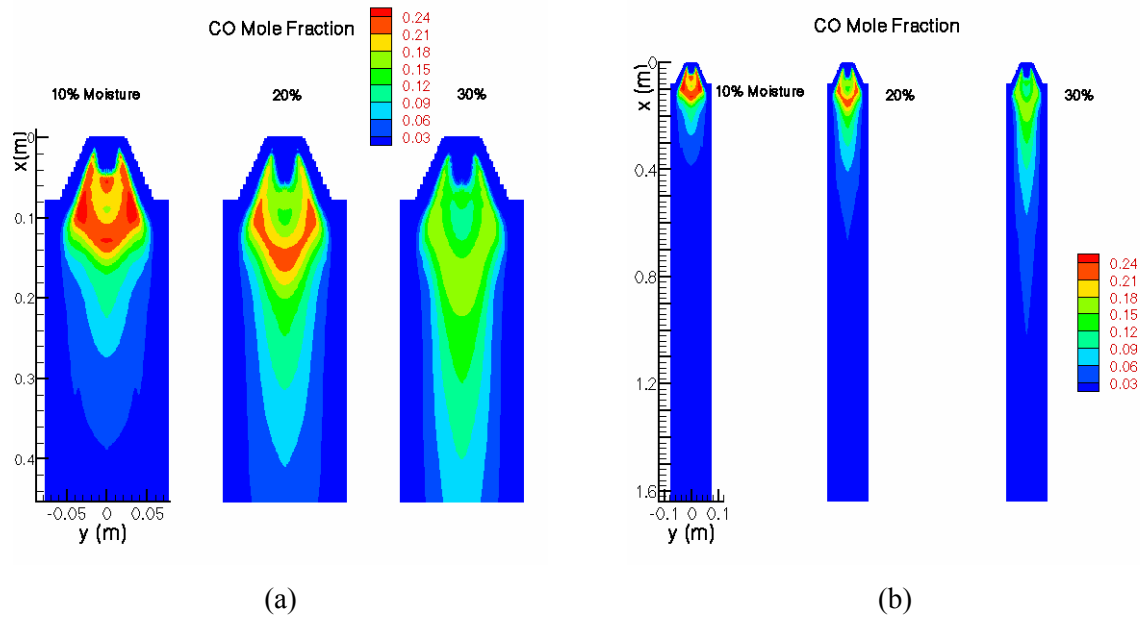 CO Mole Fraction
0.24
0.21
0.18
0.15
0.12
0.09
0.06
0.03
10% Moisture 20% 30%
x(m)
0
0.1
0.2
0.3
0.4
-0.05 0 0.05
y (m)
(a)
CO Mole Fraction
x (m)
0
0.4
0.8
1.2
1.6
10% Moisture 20% 30%
0.24
0.21
0.18
0.15
0.12
0.09
0.06
0.03
-0.1 0 0.1
y (m)
(b)